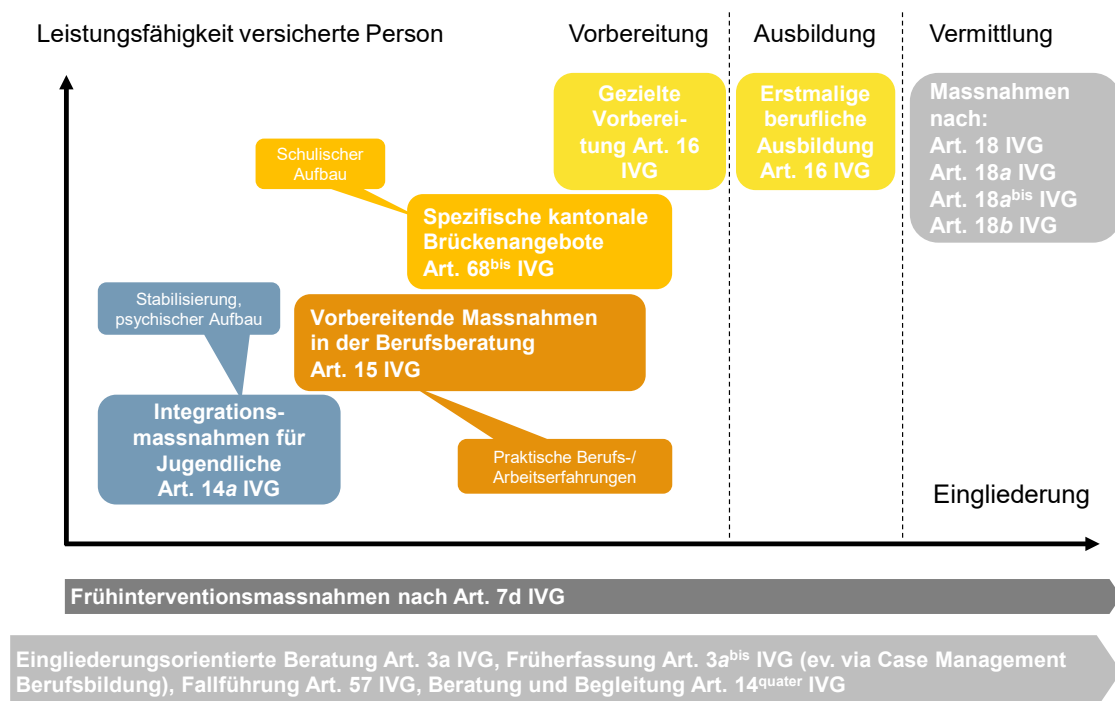 Leistungsfähigkeit versicherte Person
Vorbereitung
Ausbildung
Vermittlung
Gezielte
Vorberei-
tung Art. 16
IVG
Erstmalige
berufliche
Ausbildung
Art. 16 IVG
Massnahmen
nach:
Art. 18 IVG
Art. 18a IVG
Art. 18abis IVG
Art. 18b IVG
Schulischer
Aufbau
Spezifische kantonale
Brückenangebote
Art. 68bis IVG
Stabilisierung,
psychischer Aufbau
Vorbereitende Massnahmen
in der Berufsberatung
Art. 15 IVG
Integrations-
massnahmen für
Jugendliche
Art. 14a IVG
Praktische Berufs-/
Arbeitserfahrungen
Eingliederung
Frühinterventionsmassnahmen nach Art. 7d IVG
Eingliederungsorientierte Beratung Art. 3a IVG, Früherfassung Art. 3abis IVG (ev. via Case Management
Berufsbildung), Fallführung Art. 57 IVG, Beratung und Begleitung Art. 14quater IVG